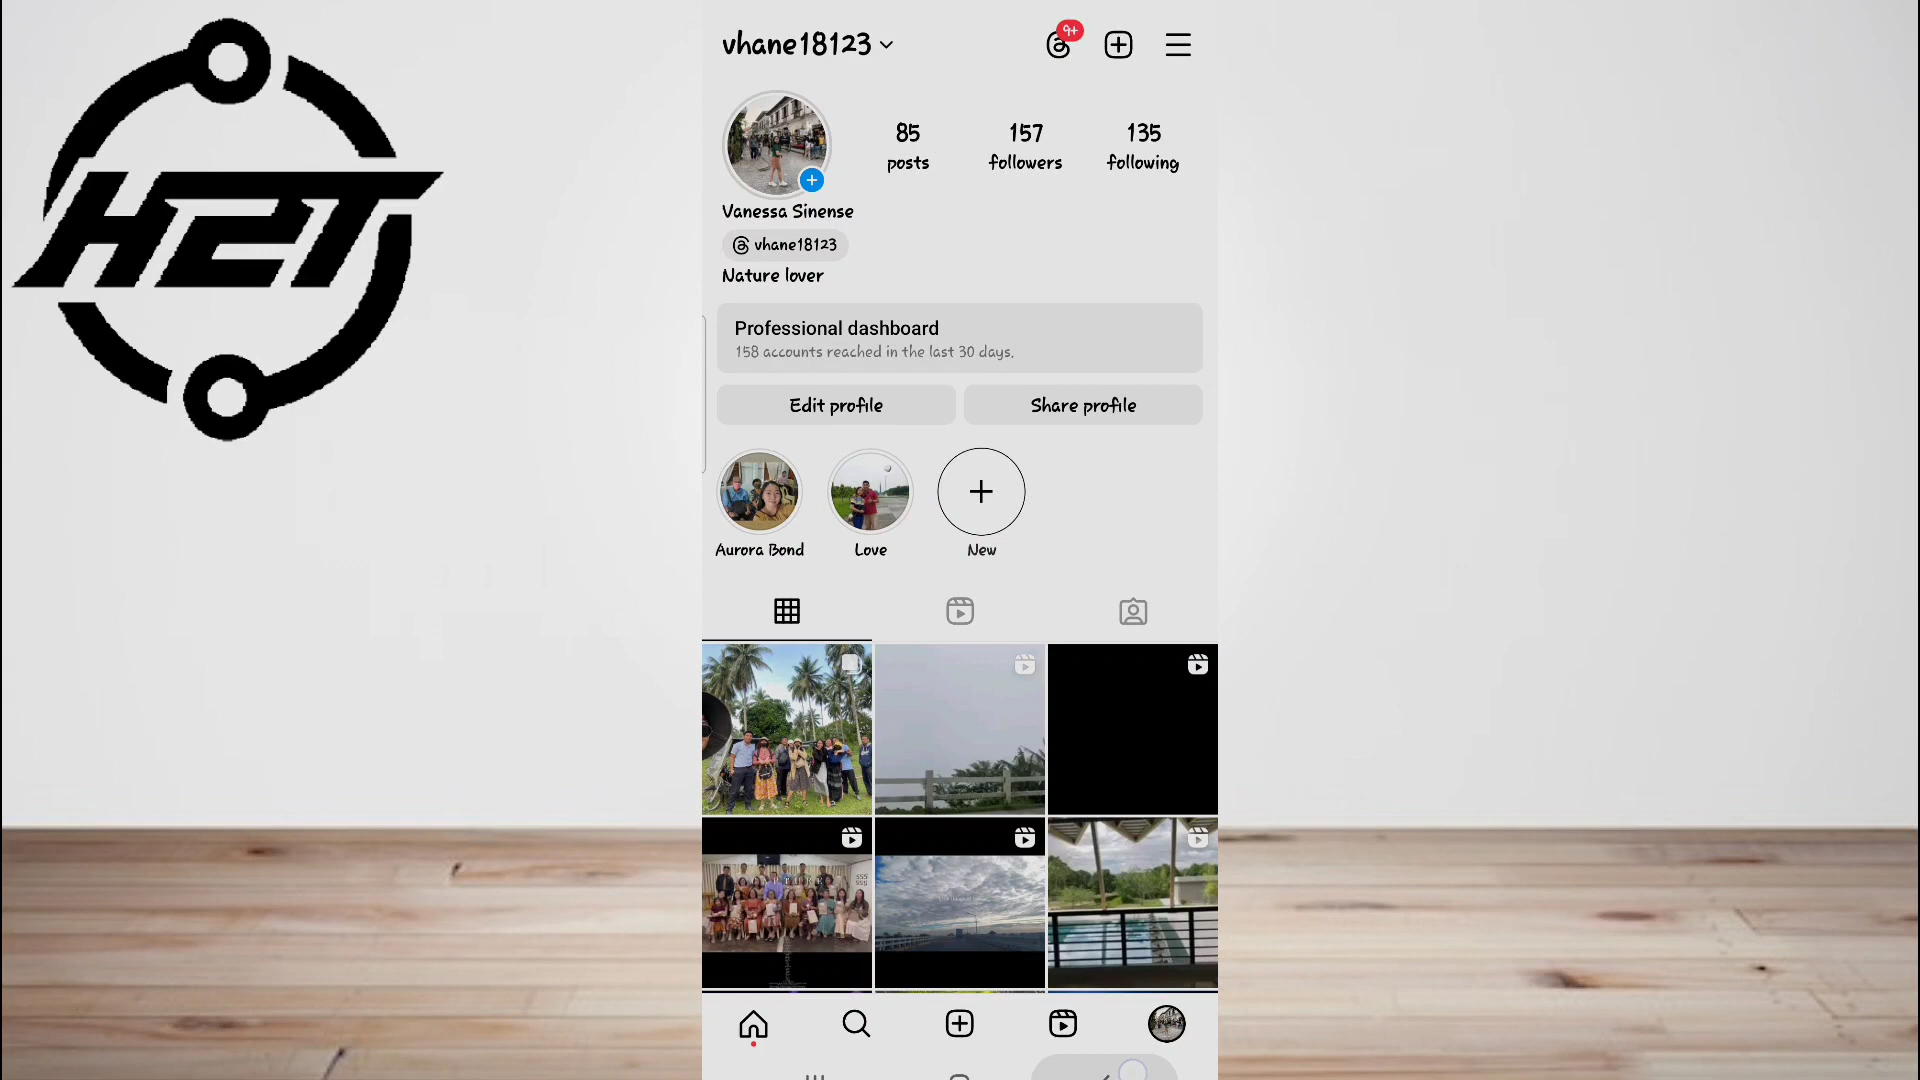 H2T
vhane18123
9+
85
posts
157
followers
135
following
Vanessa Sinense
vhane18123
Nature lover
Professional dashboard
158 accounts reached in the last 30 days.
Edit profile
Share profile
Aurora Bond
Love
New